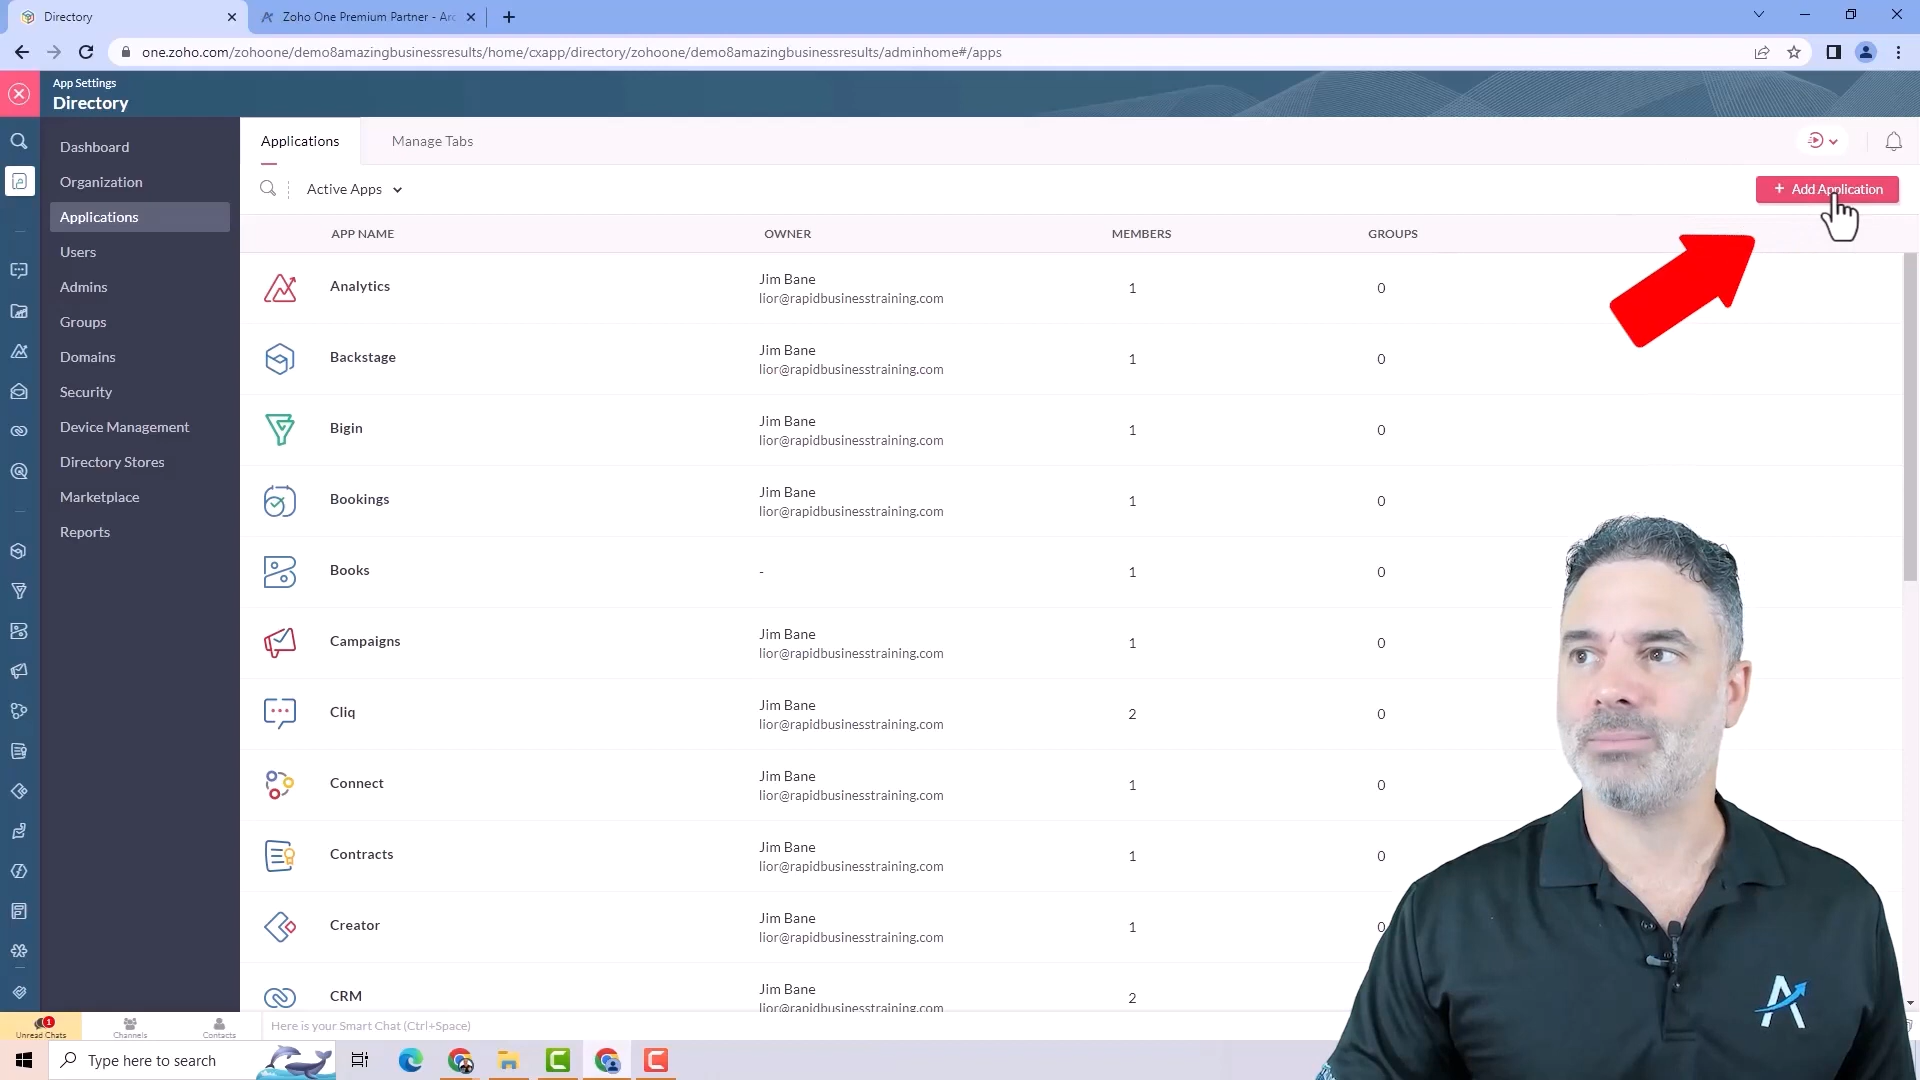 Directory
Zoho One Premium Partner - Arc
one.zoho.com/zohoone/demo8amazingbusinessresults/home/cxapp/directory/zohoone/demo8amazingbusinessresults/adminhome#/apps
App Settings
Directory
Dashboard
Organization
Applications
Users
Admins
Groups
Domains
Security
Device Management
Directory Stores
Marketplace
Reports
Applications
Manage Tabs
Active Apps
+ Add Application
APP NAME OWNER MEMBERS GROUPS
Analytics Jim Bane 1 0
lior@rapidbusinesstraining.com
Backstage Jim Bane 1 0
lior@rapidbusinesstraining.com
Bigin Jim Bane 1 0
lior@rapidbusinesstraining.com
Bookings Jim Bane 1 0
lior@rapidbusinesstraining.com
Books - 1 0
Campaigns Jim Bane 1 0
lior@rapidbusinesstraining.com
Cliq Jim Bane 2 0
lior@rapidbusinesstraining.com
Connect Jim Bane 1 0
lior@rapidbusinesstraining.com
Contracts Jim Bane 1 0
lior@rapidbusinesstraining.com
Creator Jim Bane 1 0
lior@rapidbusinesstraining.com
CRM Jim Bane 2
lior@rapidbusinesstraining.com
1
Unread Chats
Channels
Contacts
Here is your Smart Chat (Ctrl+Space)
Type here to search